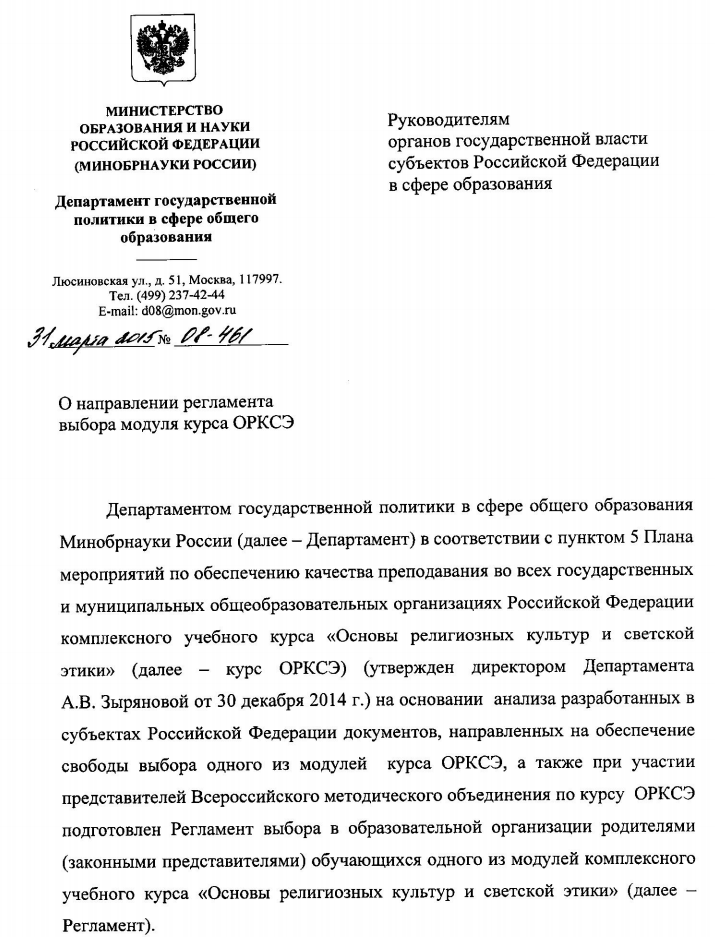 МИНИСТЕРСТВО
ОБРАЗОВАНИЯ И НАУКИ
РОССИЙСКОЙ ФЕДЕРАЦИИ
(МИНОБРНАУКИ РОССИИ)
Департамент государственной
политики в сфере общего
образования
Люсиновская ул., д. 51, Москва, 117997.
Тел. (499) 237-42-44
E-mail: d08@mon.gov.ru
31 марта 2015 № 08-461
Руководителям
органов государственной власти
субъектов Российской Федерации
в сфере образования
О направлении регламента
выбора модуля курса ОРКСЭ
Департаментом государственной политики в сфере общего образования
Минобрнауки России (далее – Департамент) в соответствии с пунктом 5 Плана
мероприятий по обеспечению качества преподавания во всех государственных
и муниципальных общеобразовательных организациях Российской Федерации
комплексного учебного курса «Основы религиозных культур и светской
этики» (далее – курс ОРКСЭ) (утвержден директором Департамента
А.В. Зыряновой от 30 декабря 2014 г.) на основании анализа разработанных в
субъектах Российской Федерации документов, направленных на обеспечение
свободы выбора одного из модулей курса ОРКСЭ, а также при участии
представителей Всероссийского методического объединения по курсу ОРКСЭ
подготовлен Регламент выбора в образовательной организации родителями
(законными представителями) обучающихся одного из модулей комплексного
учебного курса «Основы религиозных культур и светской этики» (далее –
Регламент).